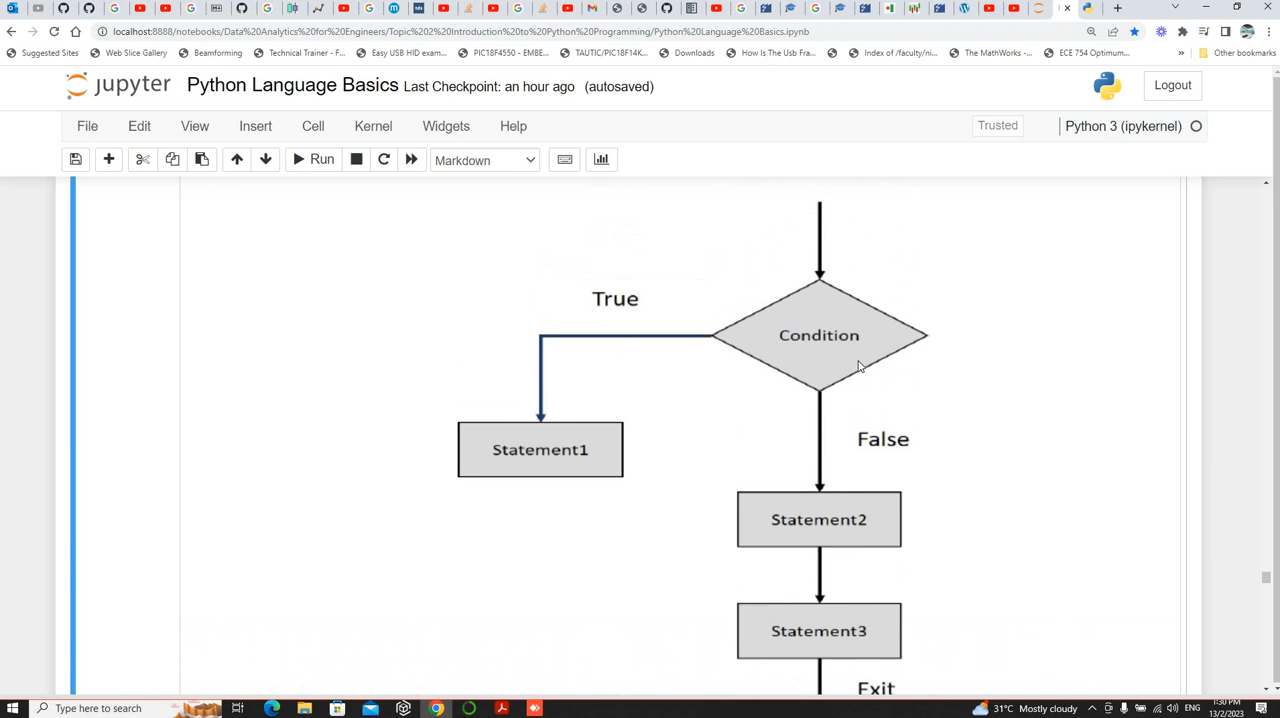 localhost:8888/notebooks/Data%20Analytics%20for%20Engineers/Topic%202%20Introduction%20to%20Python%20Programming/Python%20Language%20Basics.ipynb
Suggested Sites Web Slice Gallery Beamforming Technical Trainer - F... Easy USB HID exam... PIC18F4550 - EMBE... TAUTIC/PIC18F14K... Downloads How Is The Usb Fra... Index of /faculty/ni... The MathWorks -... ECE 754 Optimum... » Other bookmarks
jupyter Python Language Basics Last Checkpoint: an hour ago (autosaved) Logout
File Edit View Insert Cell Kernel Widgets Help Trusted Python 3 (ipykernel)
Run Markdown
True
Condition
False
Statement1
Statement2
Statement3
Exit
Type here to search
31°C Mostly cloudy
1:30 PM
13/2/2023